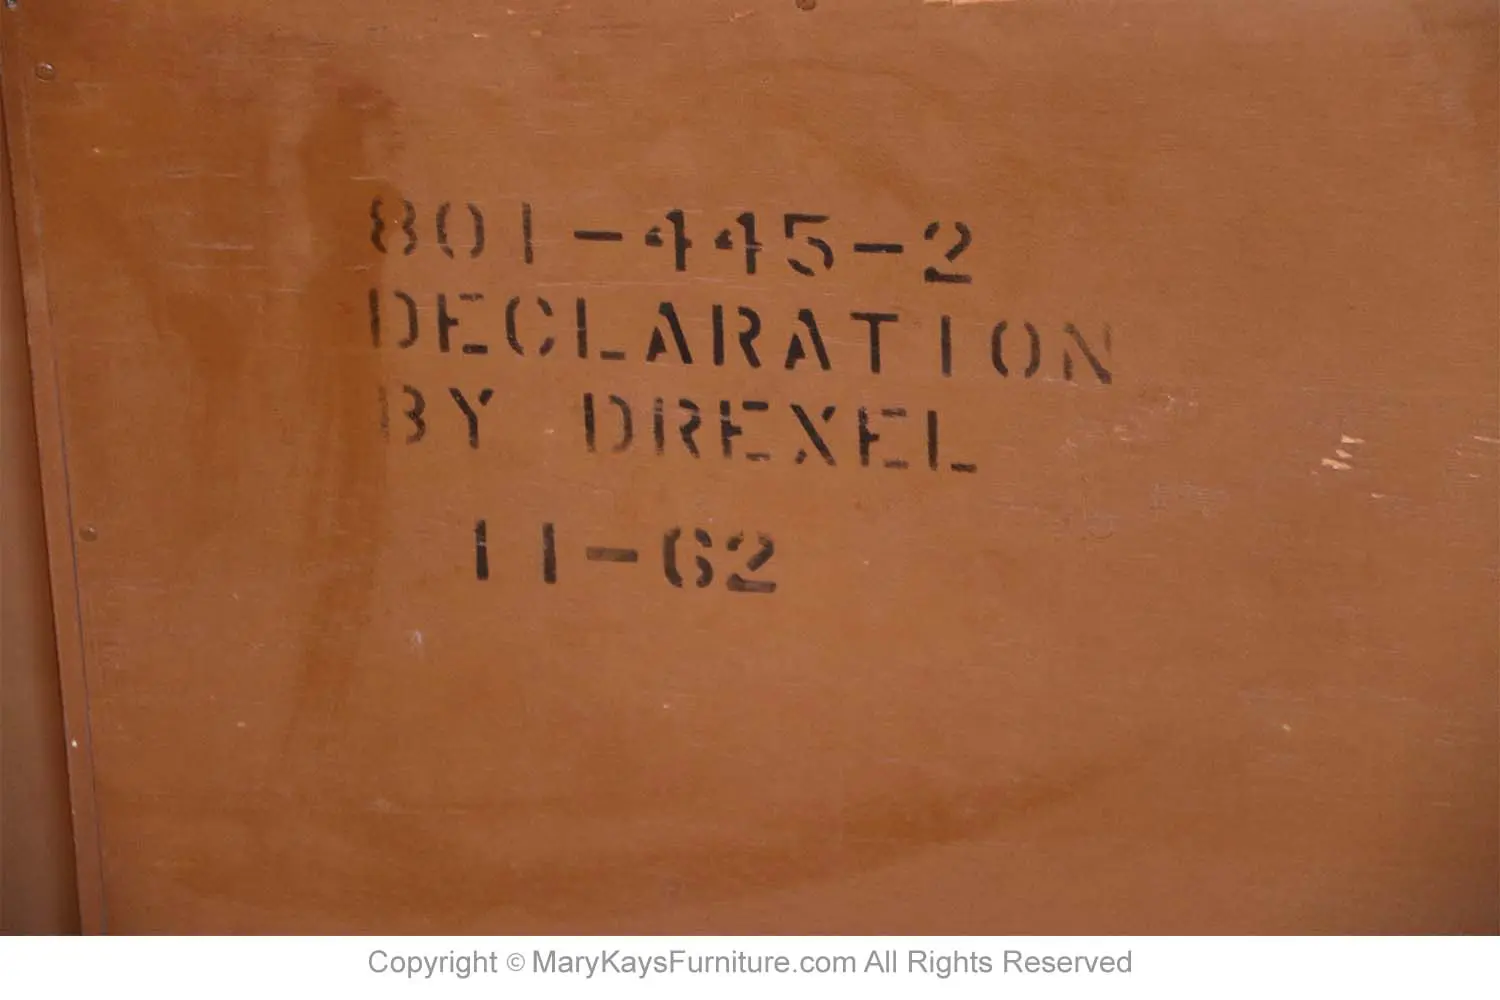 801-445-2
DECLARATION
BY DREXEL
11-62
Copyright © MaryKaysFurniture.com All Rights Reserved